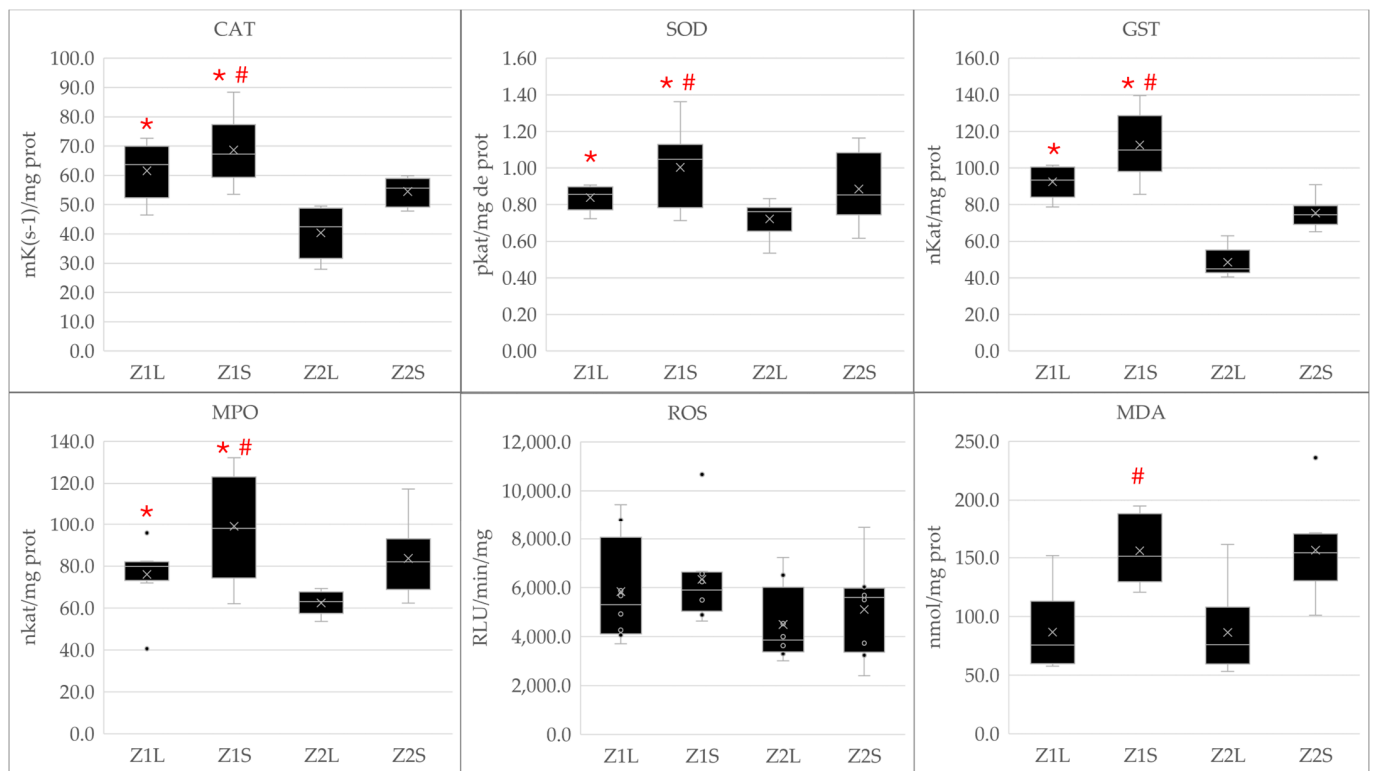 CAT
mK(s-1)/mg prot
100.0
90.0
80.0
70.0
60.0
50.0
40.0
30.0
20.0
10.0
0.0
* * #
Z1L Z1S Z2L Z2S
SOD
pkat/mg de prot
1.60
1.40
1.20
1.00
0.80
0.60
0.40
0.20
0.00
* * #
Z1L Z1S Z2L Z2S
GST
nKat/mg prot
160.0
140.0
120.0
100.0
80.0
60.0
40.0
20.0
0.0
* * #
Z1L Z1S Z2L Z2S
MPO
nkat/mg prot
140.0
120.0
100.0
80.0
60.0
40.0
20.0
0.0
* * #
Z1L Z1S Z2L Z2S
ROS
RLU/min/mg
12,000.0
10,000.0
8,000.0
6,000.0
4,000.0
2,000.0
0.0
Z1L Z1S Z2L Z2S
MDA
nmol/mg prot
250.0
200.0
150.0
100.0
50.0
0.0
#
Z1L Z1S Z2L Z2S